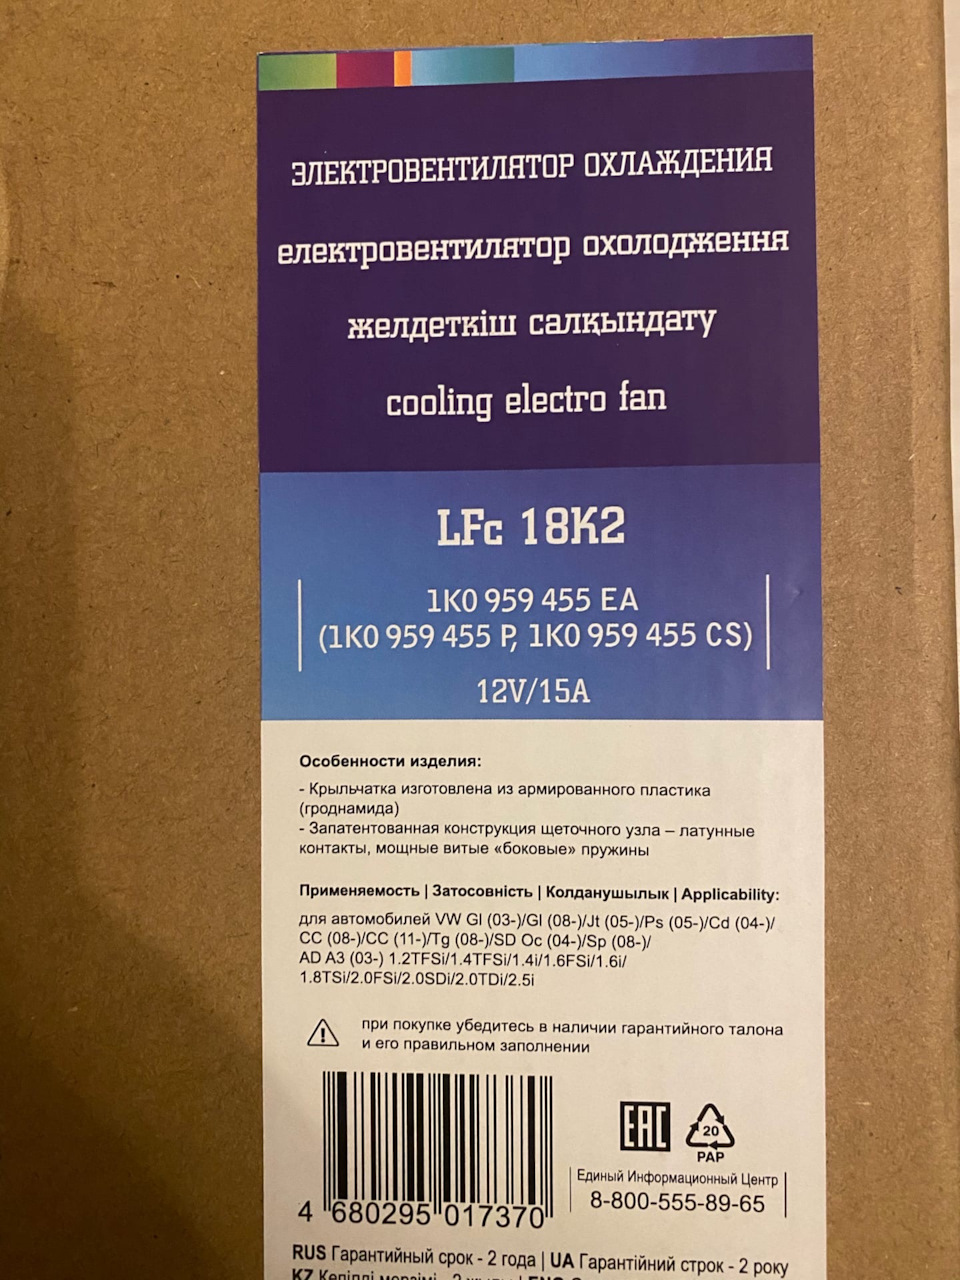 ЭЛЕКТРОВЕНТИЛЯТОР ОХЛАЖДЕНИЯ
електровентилятор охолодження
желдеткіш салқындату
cooling electro fan
LFc 18K2
1K0 959 455 EA
(1K0 959 455 P, 1K0 959 455 CS)
12V/15A
Особенности изделия:
- Крыльчатка изготовлена из армированного пластика
(гроднамида)
- Запатентованная конструкция щеточного узла – латунные
контакты, мощные витые «боковые» пружины
Применяемость | Затосовність | Колданушылык | Applicability:
для автомобилей VW Gl (03-)/Gl (08-)/Jt (05-)/Ps (05-)/Cd (04-)/
CC (08-)/CC (11-)/Tg (08-)/SD Oc (04-)/Sp (08-)/
AD A3 (03-) 1.2TFSi/1.4TFSi/1.4i/1.6FSi/1.6i/
1.8TSi/2.0FSi/2.0SDi/2.0TDi/2.5i
при покупке убедитесь в наличии гарантийного талона
и его правильном заполнении
EAC
20
PAP
Единый Информационный Центр
8-800-555-89-65
4 680295 017370
RUS Гарантийный срок - 2 года | UA Гарантійний строк - 2 року
KZ Кепілді мерзімі - 2